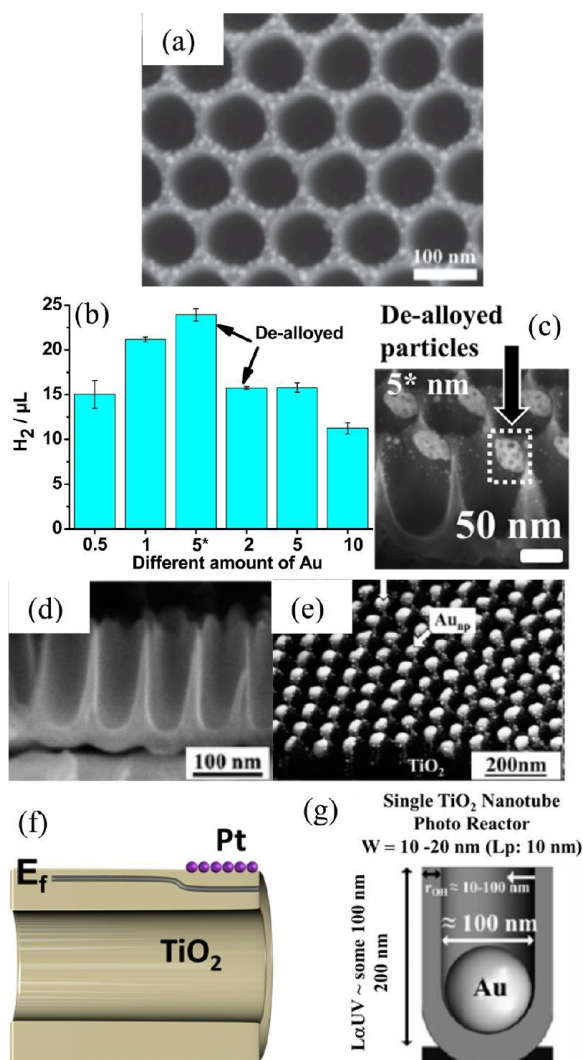 (a)
100 nm
(b)
25
20
15
10
5
0
H₂ / µL
De-alloyed
0.5 1 5* 2 5 10
Different amount of Au
(c)
De-alloyed
particles
5* nm
50 nm
(d)
100 nm
(e)
Au_np
TiO₂
200nm
(f)
Pt
E_f
TiO₂
(g)
Single TiO₂ Nanotube
Photo Reactor
W = 10 -20 nm (Lp: 10 nm)
r_OH ≈ 10-100 nm
≈ 100 nm
Au
LαUV ~ some 100 nm
200 nm